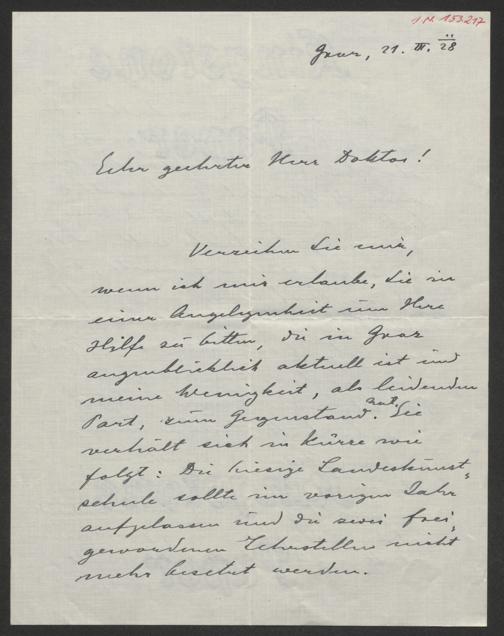 I.N. 153.217
Graz, 21. III. 28
Sehr geehrter Herr Doktor!
Verzeihen Sie mir,
wenn ich mir erlaube, Sie in
einer Angelegenheit um Ihre
Hilfe zu bitten, die in Graz
augenblicklich aktuell ist und
meine Wenigkeit, als leidenden
Part, zum Gegenstand hat. Sie
verhält sich in Kürze wie
folgt: Die hiesige Landeskunst-
schule sollte im vorigen Jahr
aufgelassen und die zwei frei-
gewordenen Lehrstellen nicht
mehr besetzt werden.